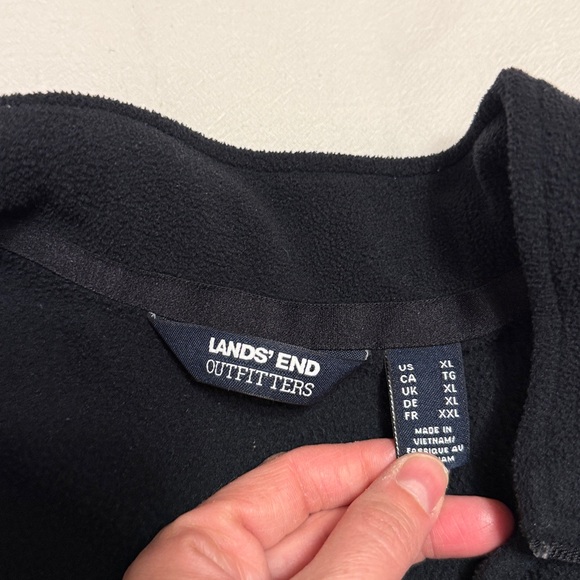 LANDS' END
OUTFITTERS
US XL
CA TG
UK XL
DE XL
FR XXL
MADE IN
VIETNAM/
FABRIQUE AU